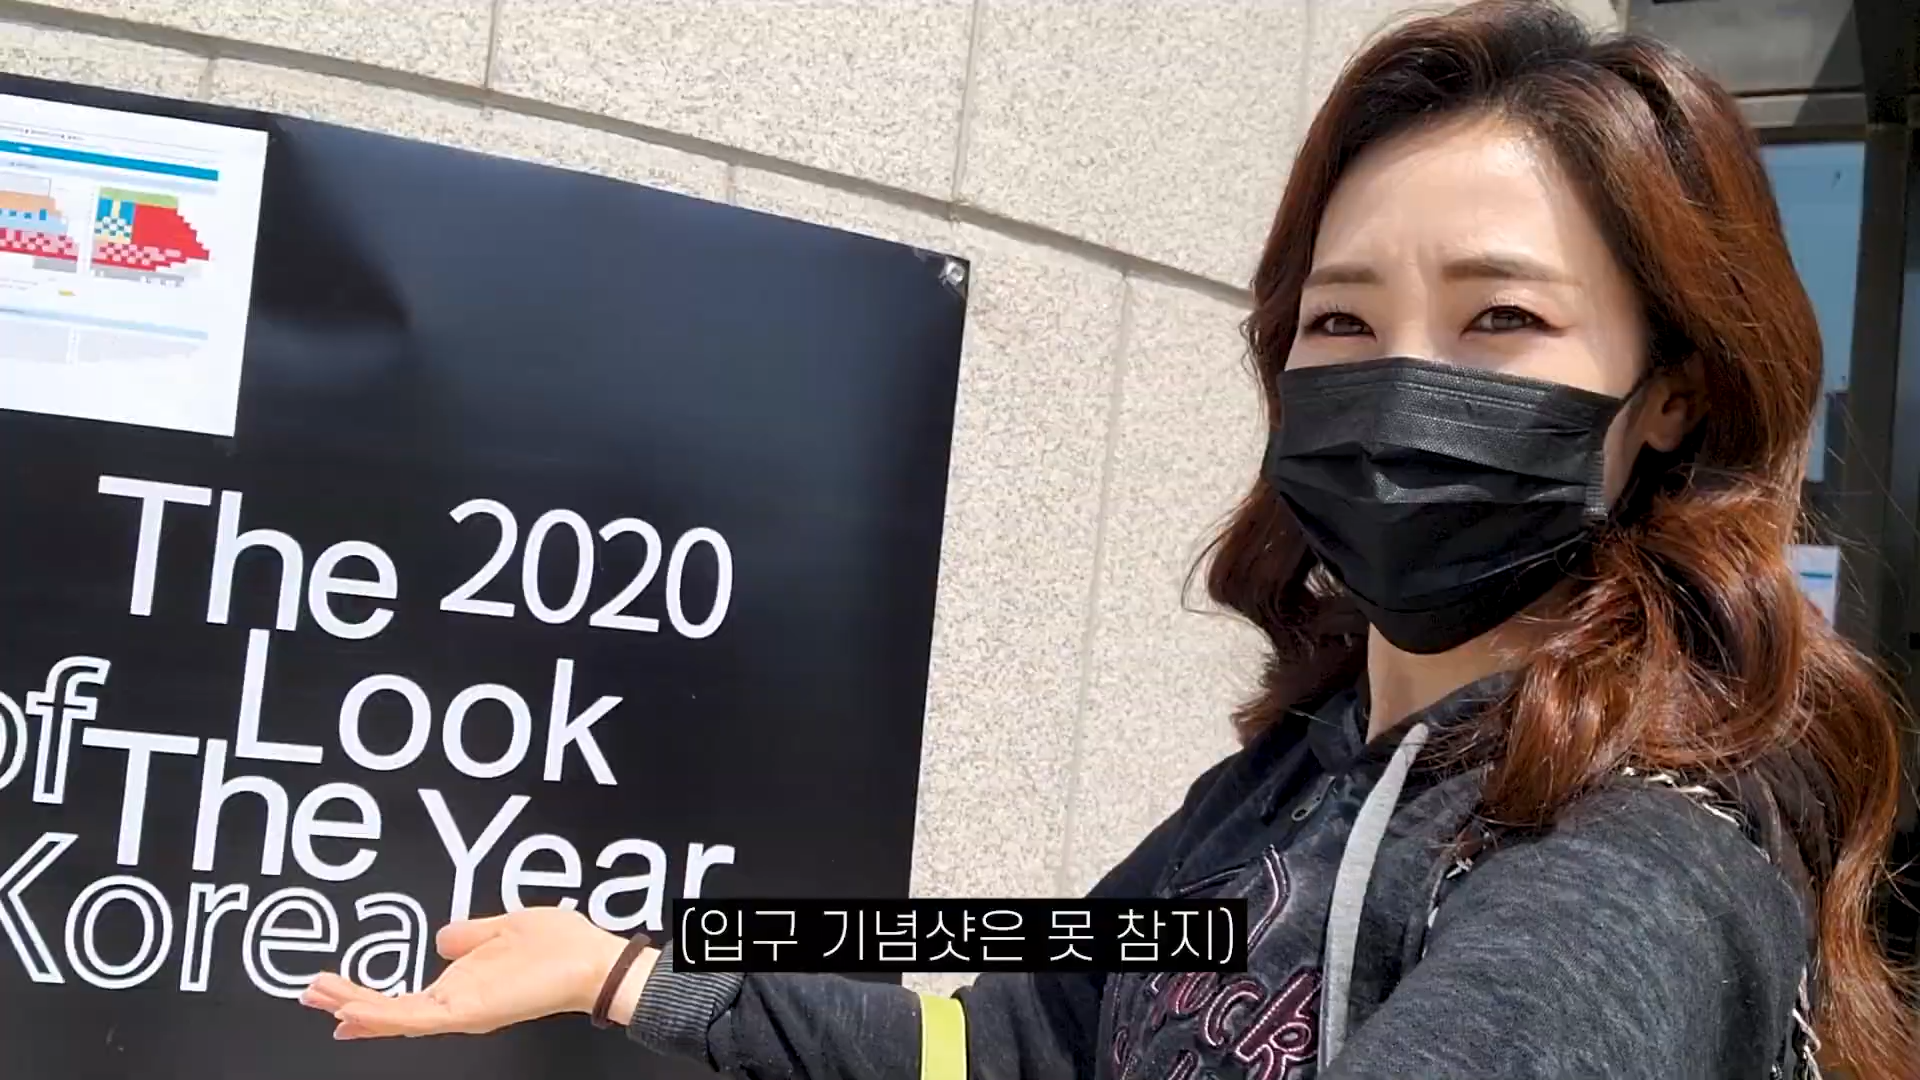 The 2020
Look
of The Year
Korea
(입구 기념샷은 못 참지)